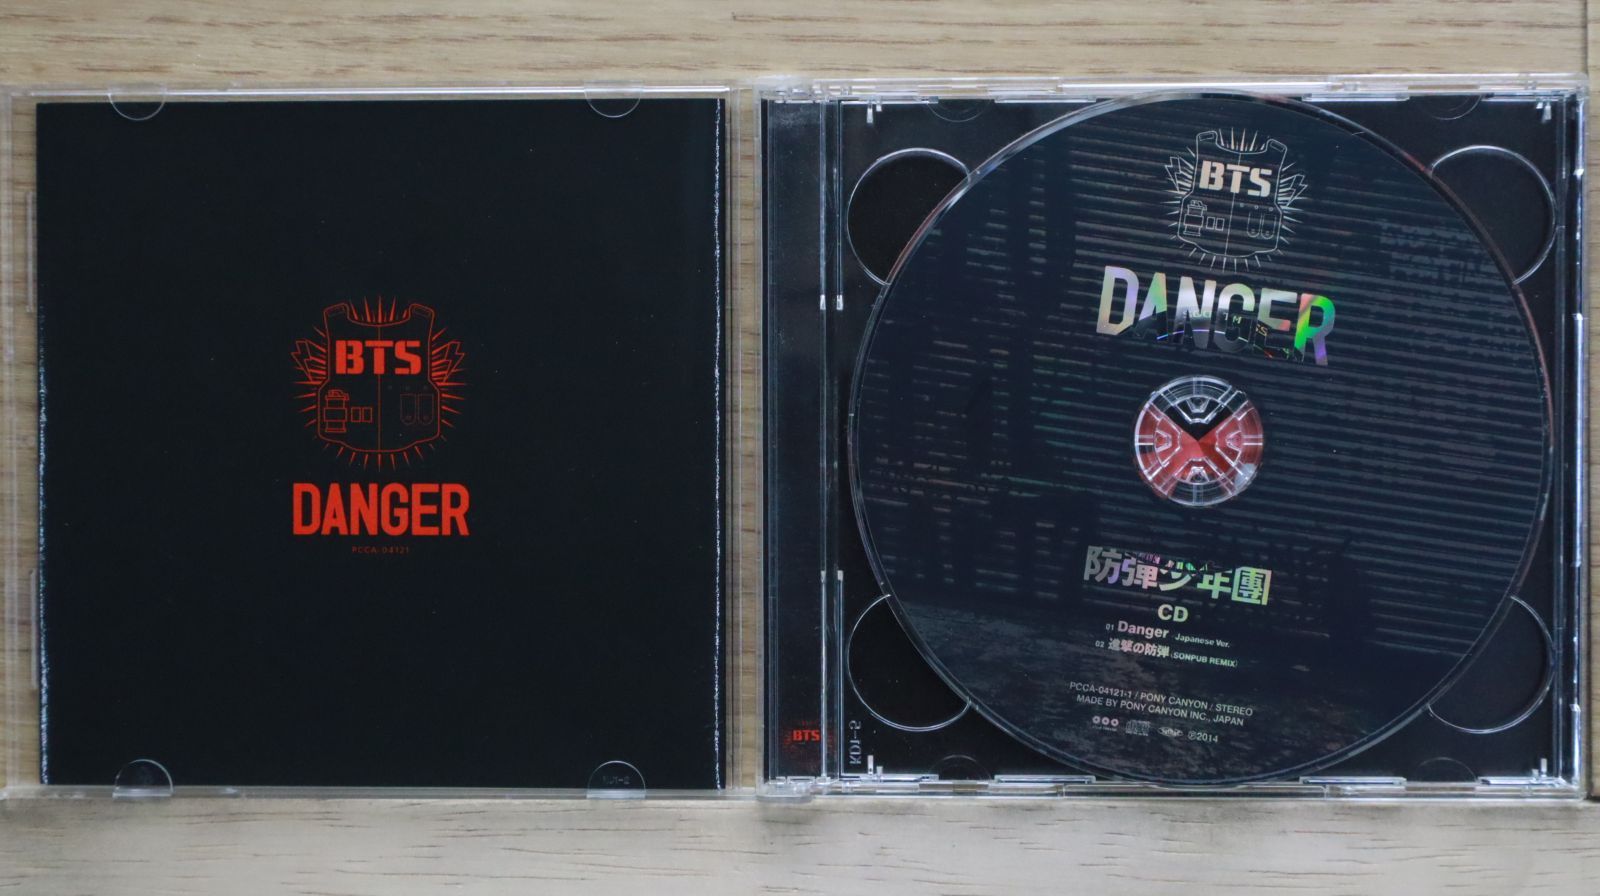 BTS
DANGER
PCCA-04121
BTS
BTS
DANGER
防弾少年團
CD
01 Danger Japanese Ver.
02 進撃の防弾 (SONPUB REMIX)
PCCA-04121-1 / PONY CANYON / STEREO
MADE BY PONY CANYON INC., JAPAN
℗2014